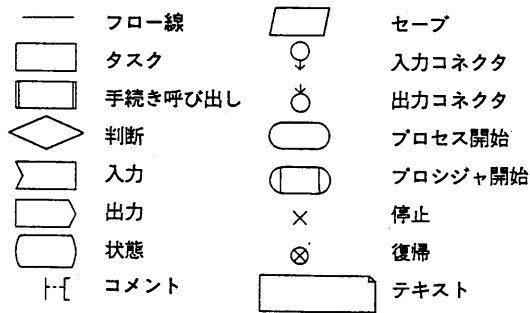 フロー線
タスク
手続き呼び出し
判断
入力
出力
状態
コメント
セーブ
入力コネクタ
出力コネクタ
プロセス開始
プロシジャ開始
停止
復帰
テキスト